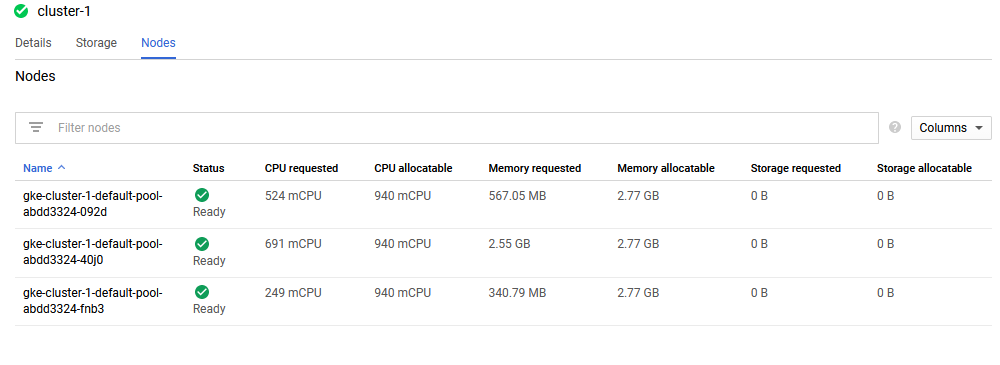 cluster-1
Details Storage Nodes
Nodes
Filter nodes Columns
Name Status CPU requested CPU allocatable Memory requested Memory allocatable Storage requested Storage allocatable
gke-cluster-1-default-pool- 524 mCPU 940 mCPU 567.05 MB 2.77 GB 0 B 0 B
abdd3324-092d Ready
gke-cluster-1-default-pool- 691 mCPU 940 mCPU 2.55 GB 2.77 GB 0 B 0 B
abdd3324-40j0 Ready
gke-cluster-1-default-pool- 249 mCPU 940 mCPU 340.79 MB 2.77 GB 0 B 0 B
abdd3324-fnb3 Ready